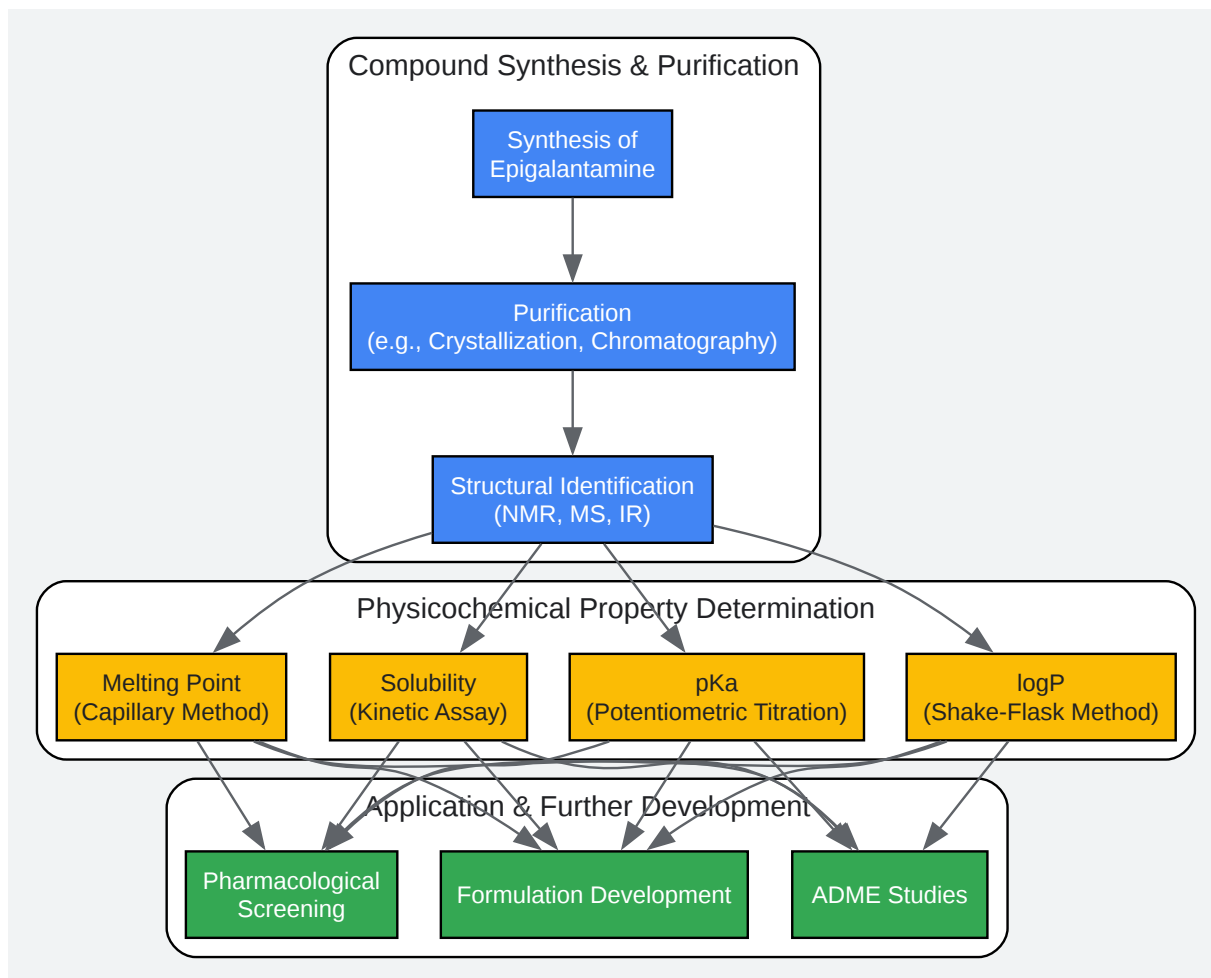 Compound Synthesis & Purification
Synthesis of
Epigalantamine
Purification
(e.g., Crystallization, Chromatography)
Structural Identification
(NMR, MS, IR)
Physicochemical Property Determination
Melting Point
(Capillary Method)
Solubility
(Kinetic Assay)
pKa
(Potentiometric Titration)
logP
(Shake-Flask Method)
Application & Further Development
Pharmacological
Screening
Formulation Development
ADME Studies